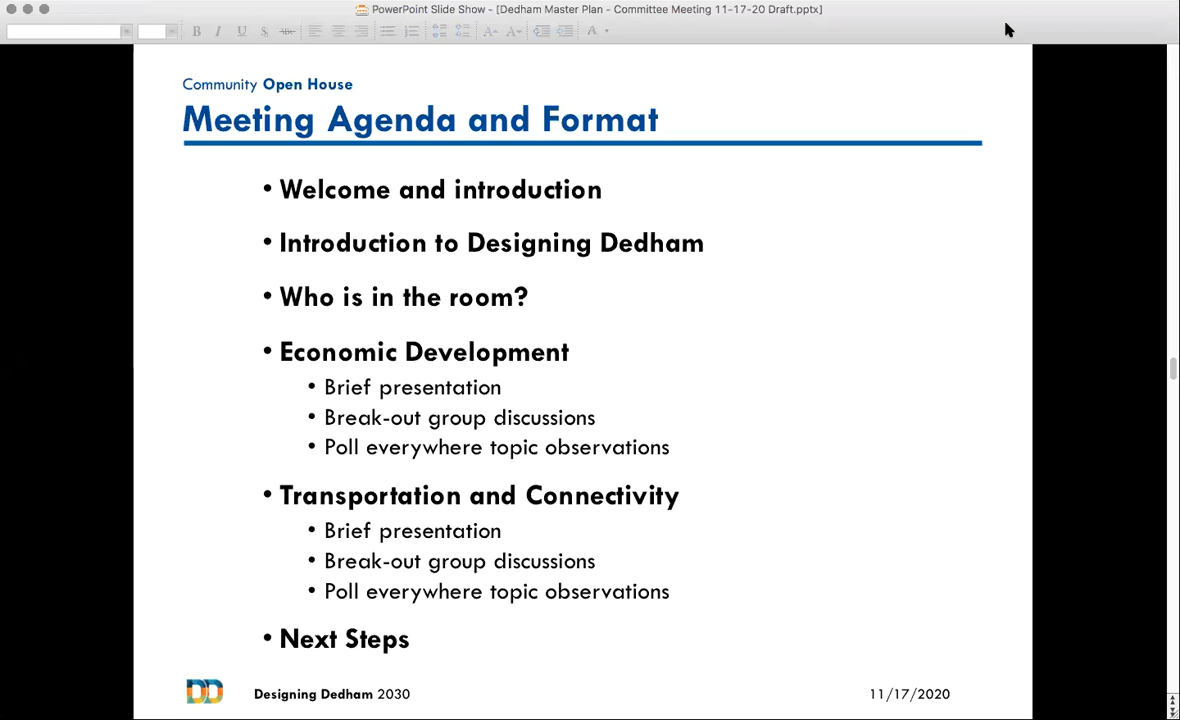 PowerPoint Slide Show - [Dedham Master Plan - Committee Meeting 11-17-20 Draft.pptx]
B I U S ABC A A A
Community Open House
Meeting Agenda and Format
• Welcome and introduction
• Introduction to Designing Dedham
• Who is in the room?
• Economic Development
• Brief presentation
• Break-out group discussions
• Poll everywhere topic observations
• Transportation and Connectivity
• Brief presentation
• Break-out group discussions
• Poll everywhere topic observations
• Next Steps
DD Designing Dedham 2030 11/17/2020